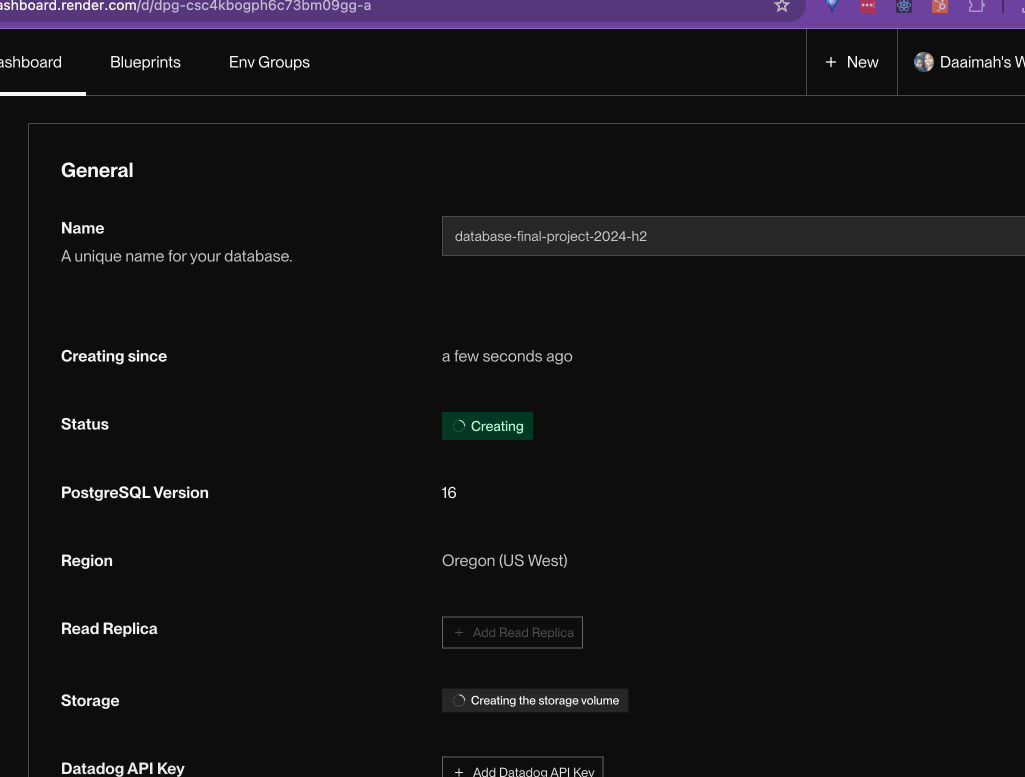 ashboard.render.com/d/dpg-csc4kbogph6c73bm09gg-a
ashboard Blueprints Env Groups + New Daaimah's W
General
Name
database-final-project-2024-h2
A unique name for your database.
Creating since a few seconds ago
Status Creating
PostgreSQL Version 16
Region Oregon (US West)
Read Replica + Add Read Replica
Storage Creating the storage volume
Datadog API Key + Add Datadog API Key